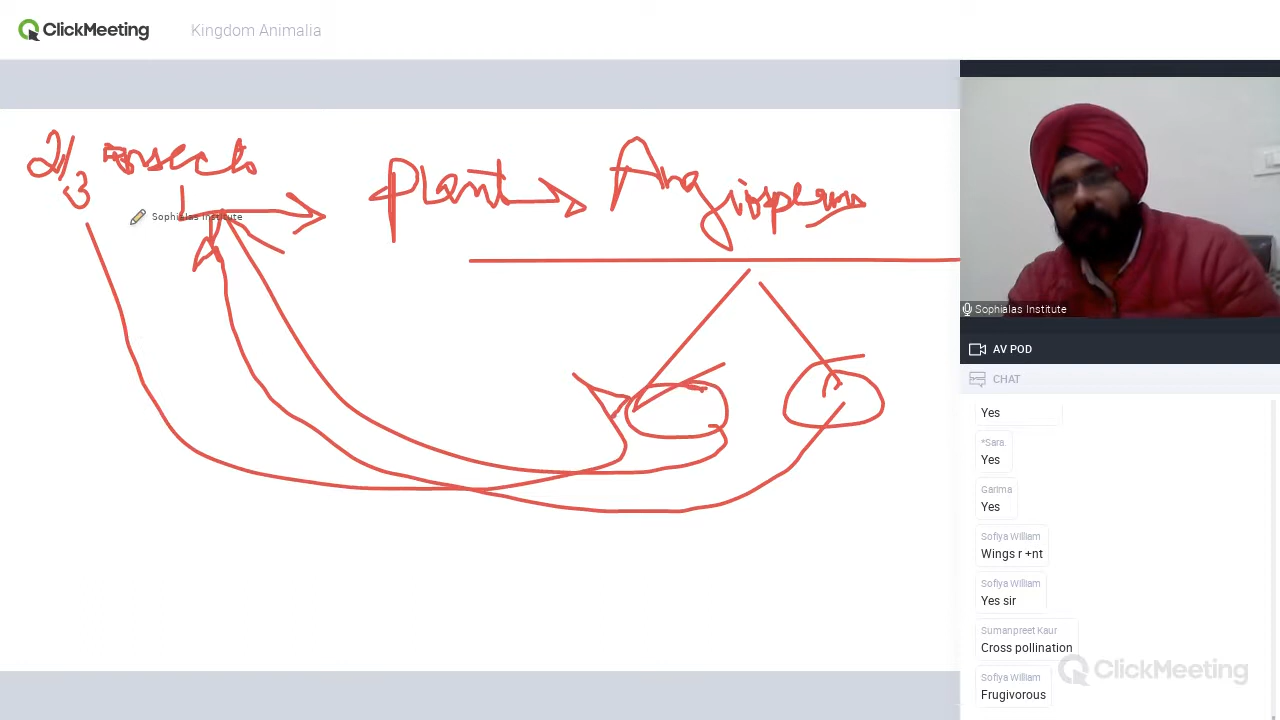 ClickMeeting Kingdom Animalia
2/3 insects → Plant → Angiosperms
Sophialas Institute
Sophialas Institute
AV POD
CHAT
Yes
*Sara.
Yes
Garima
Yes
Sofiya William
Wings r +nt
Sofiya William
Yes sir
Sumanpreet Kaur
Cross pollination
Sofiya William
Frugivorous
ClickMeeting